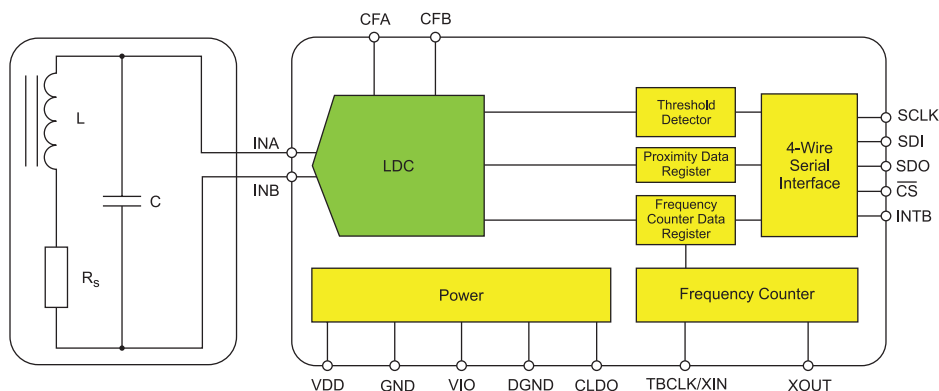 CFA
CFB
L
C
Rs
INA
INB
LDC
Threshold
Detector
Proximity Data
Register
Frequency
Counter Data
Register
4-Wire
Serial
Interface
SCLK
SDI
SDO
C̅S̅
INTB
Power
Frequency Counter
VDD
GND
VIO
DGND
CLDO
TBCLK/XIN
XOUT